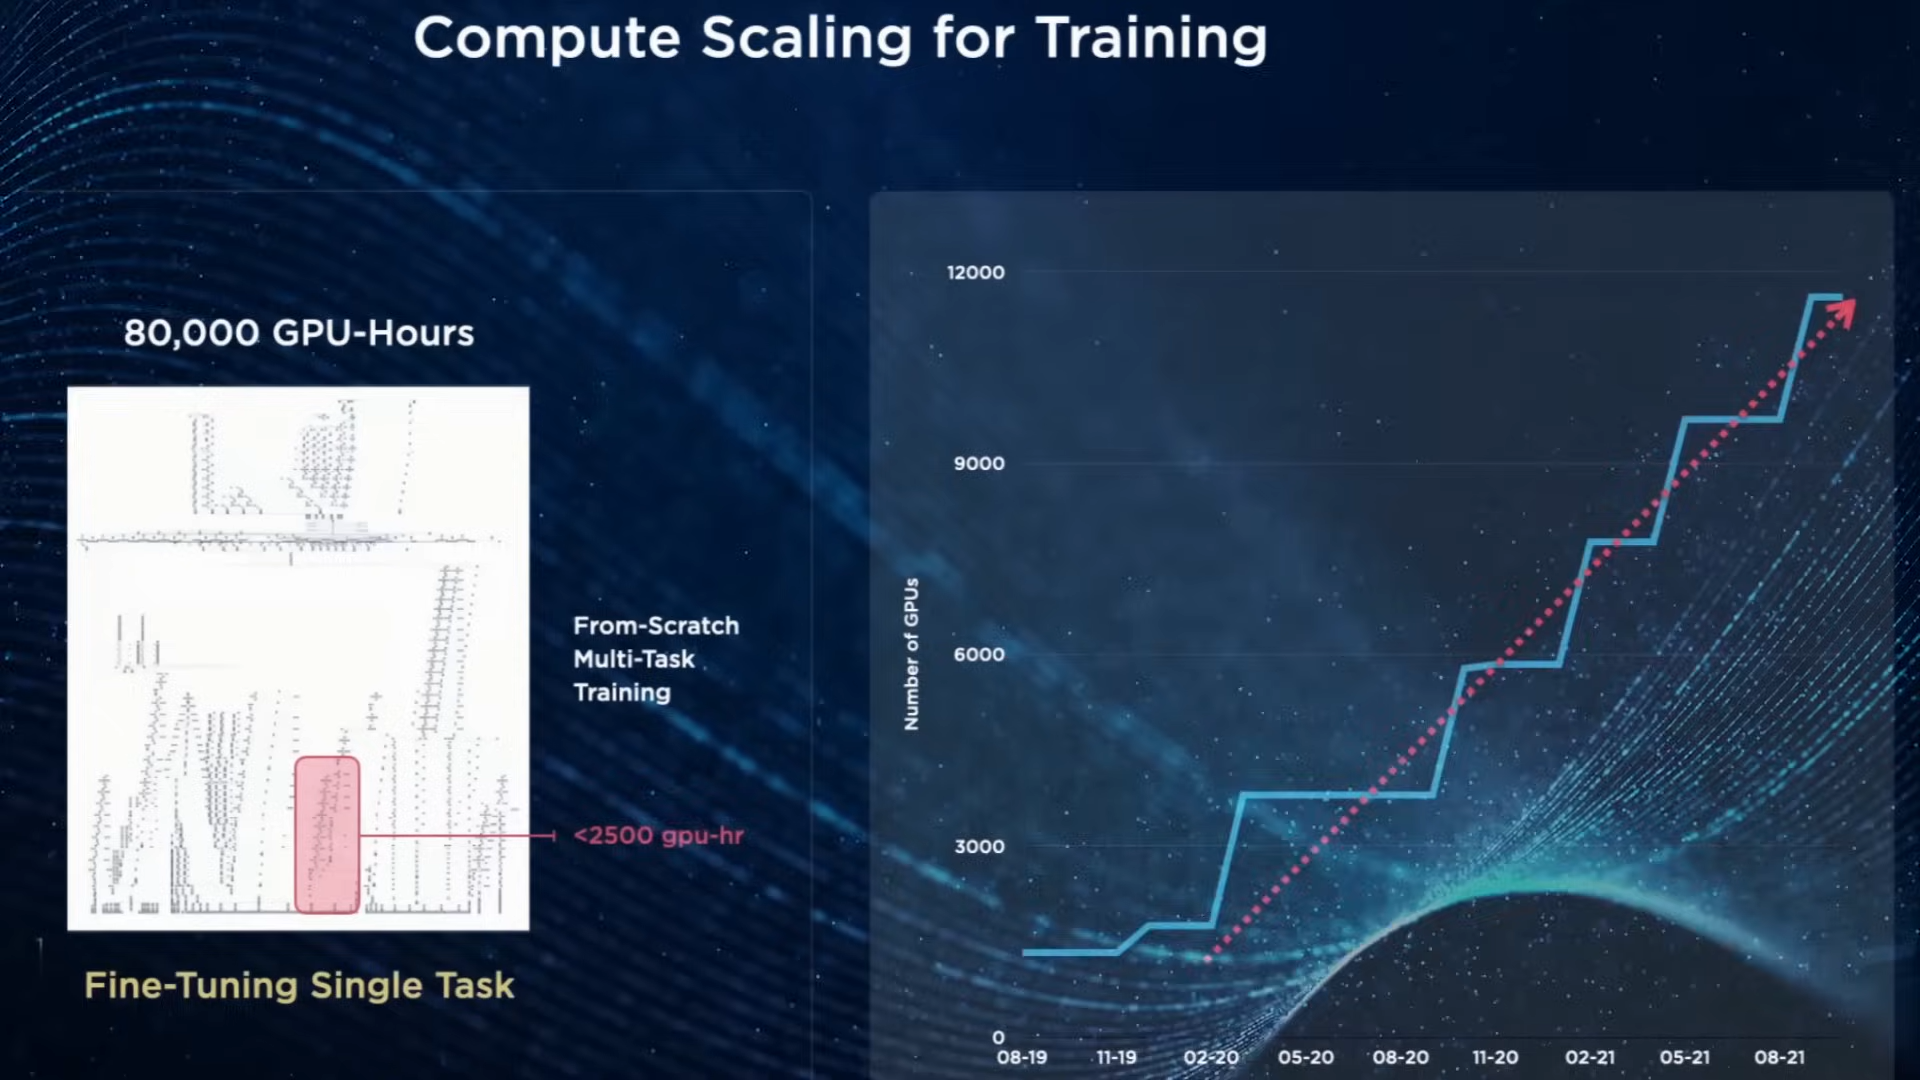 Compute Scaling for Training
80,000 GPU-Hours
From-Scratch
Multi-Task
Training
<2500 gpu-hr
Fine-Tuning Single Task
Number of GPUs
12000
9000
6000
3000
0
08-19 11-19 02-20 05-20 08-20 11-20 02-21 05-21 08-21